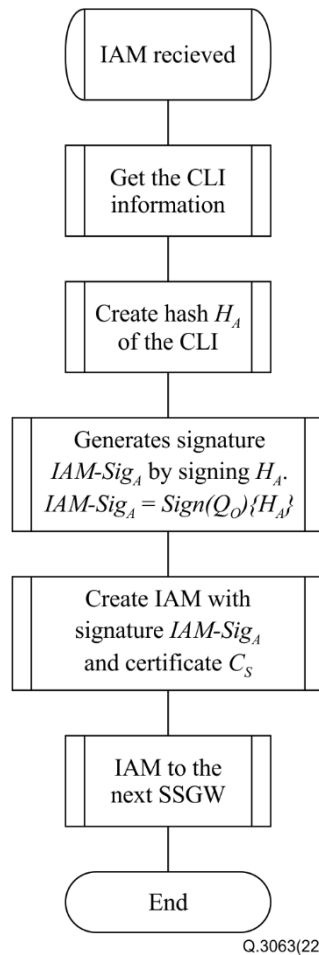 IAM recieved
Get the CLI
information
Create hash H_A
of the CLI
Generates signature
IAM-Sig_A by signing H_A.
IAM-Sig_A = Sign(Q_O){H_A}
Create IAM with
signature IAM-Sig_A
and certificate C_S
IAM to the
next SSGW
End
Q.3063(22